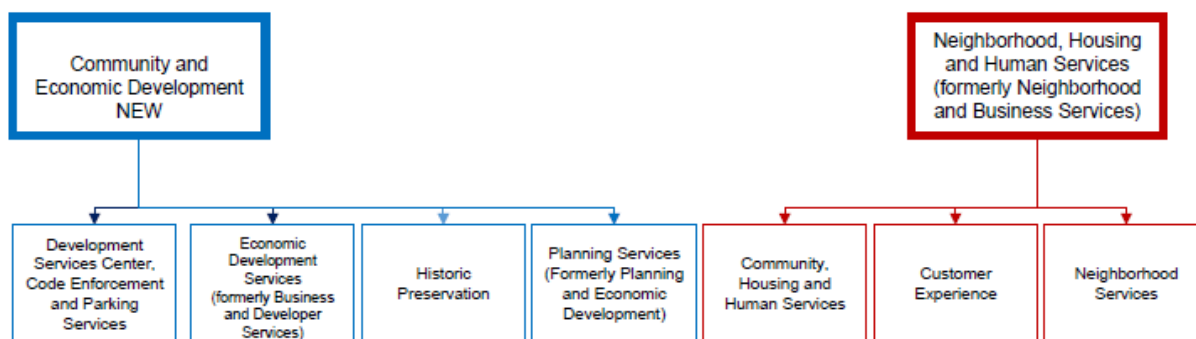 Community and
Economic Development
NEW
Neighborhood, Housing
and Human Services
(formerly Neighborhood
and Business Services)
Development
Services Center,
Code Enforcement
and Parking
Services
Economic
Development
Services
(formerly Business
and Developer
Services)
Historic
Preservation
Planning Services
(Formerly Planning
and Economic
Development)
Community,
Housing and
Human Services
Customer
Experience
Neighborhood
Services